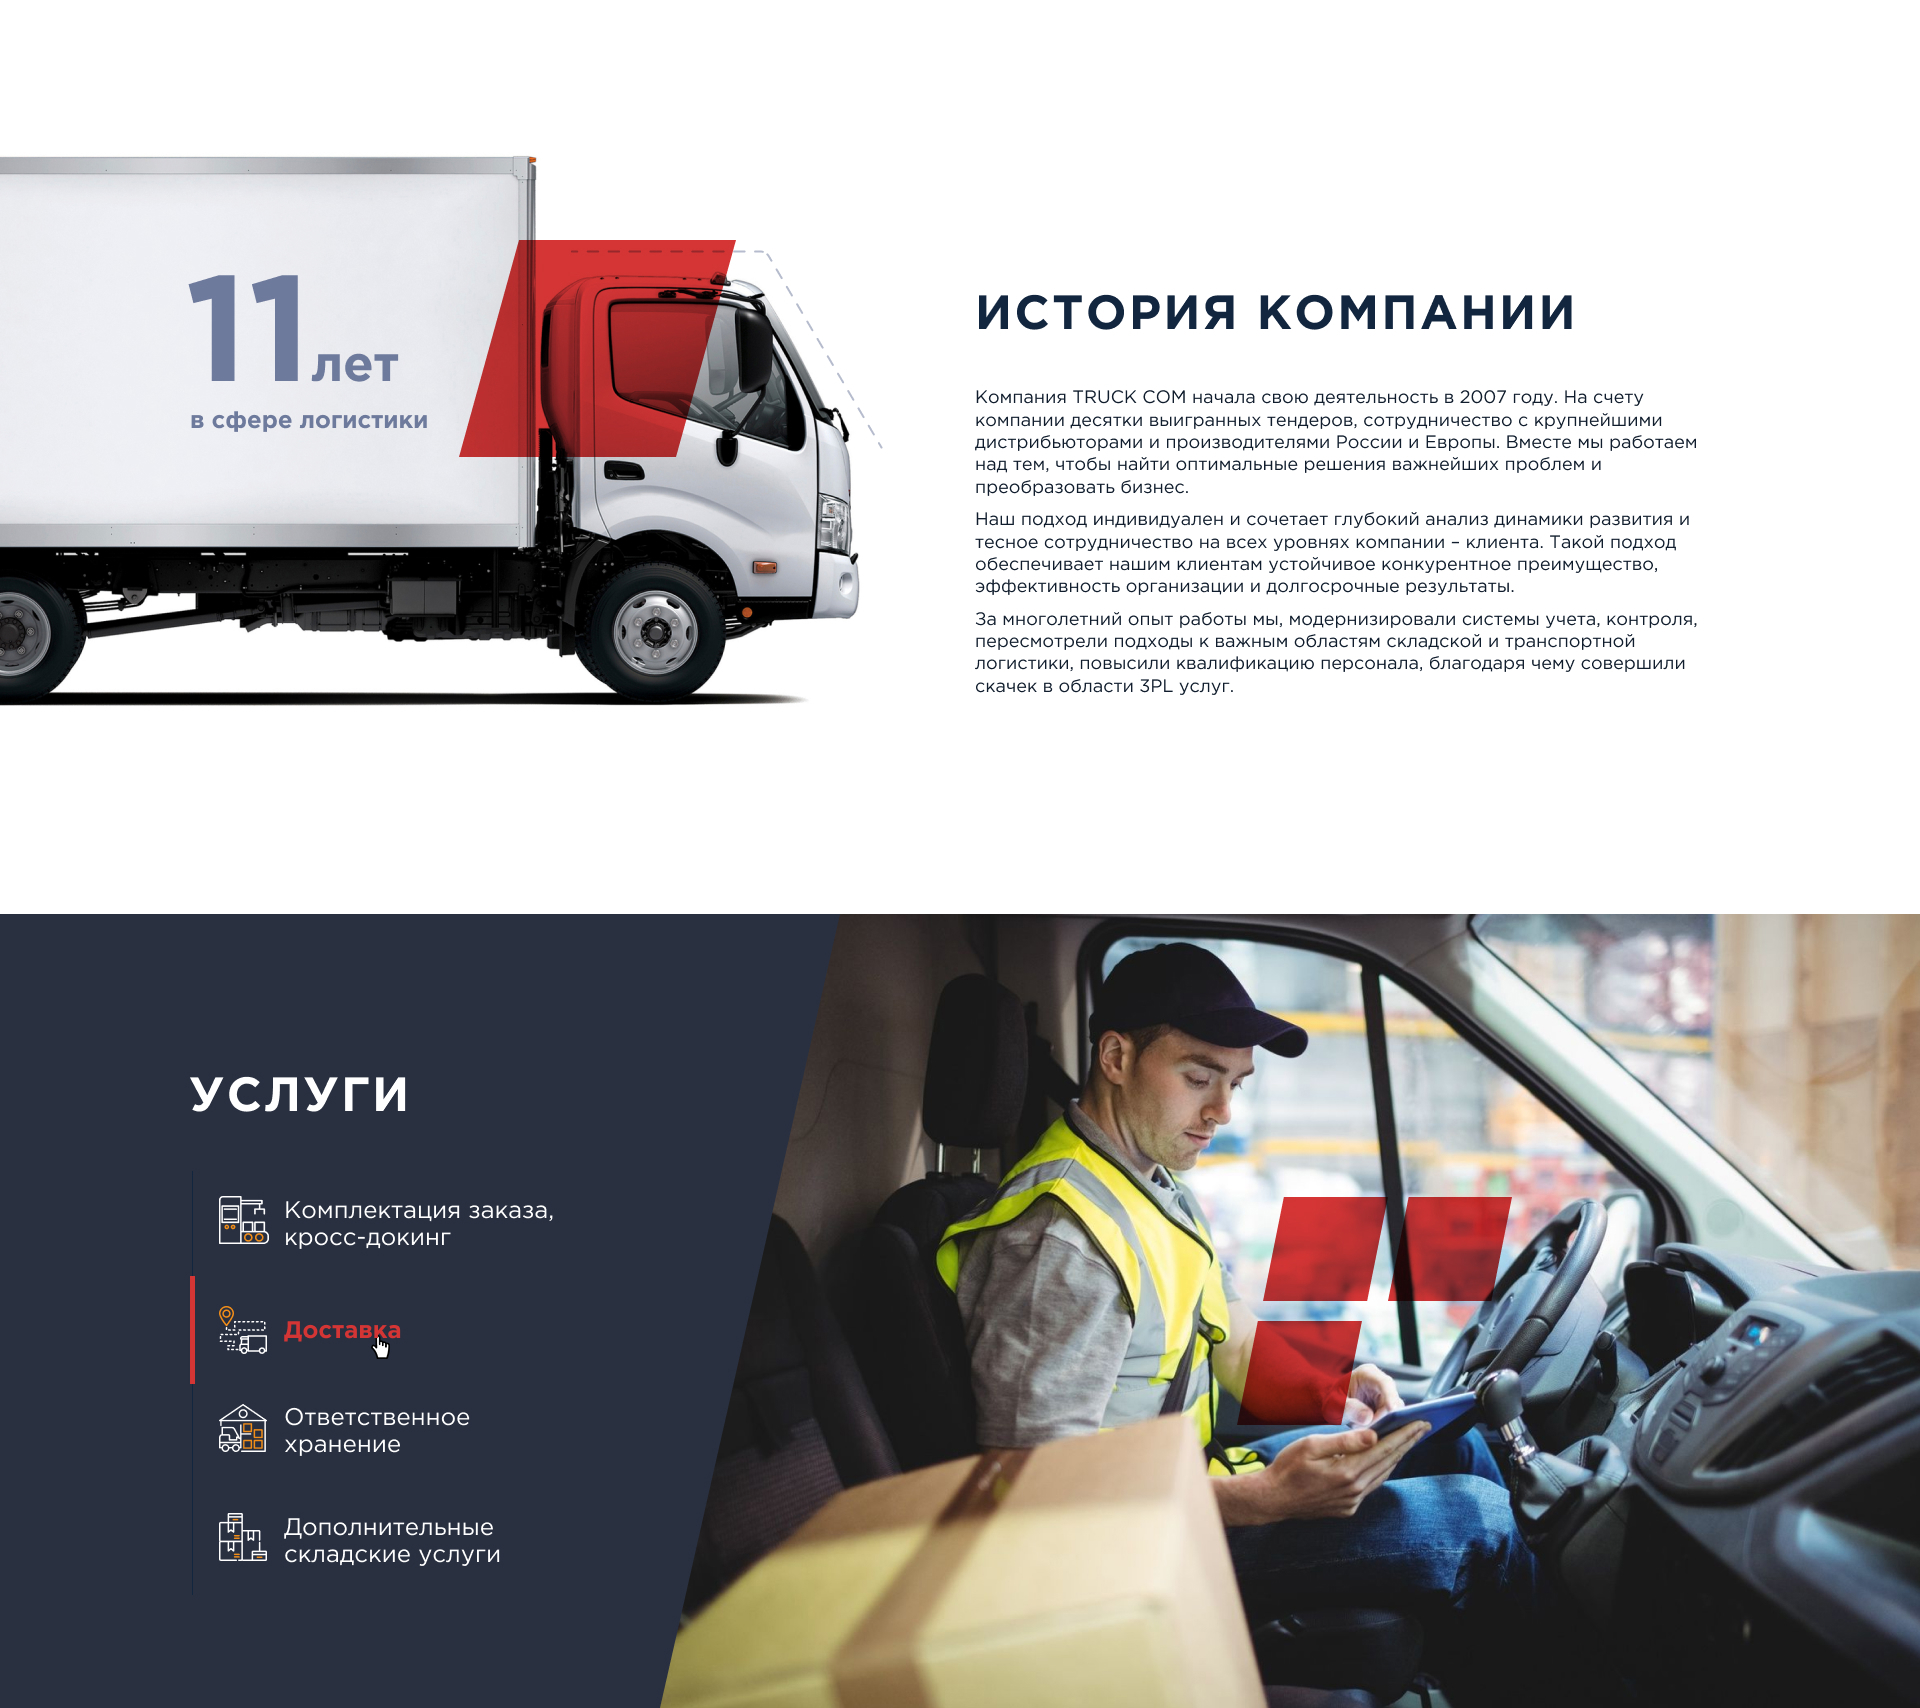 11 лет
в сфере логистики
ИСТОРИЯ КОМПАНИИ
Компания TRUCK COM начала свою деятельность в 2007 году. На счету
компании десятки выигранных тендеров, сотрудничество с крупнейшими
дистрибьюторами и производителями России и Европы. Вместе мы работаем
над тем, чтобы найти оптимальные решения важнейших проблем и
преобразовать бизнес.
Наш подход индивидуален и сочетает глубокий анализ динамики развития и
тесное сотрудничество на всех уровнях компании – клиента. Такой подход
обеспечивает нашим клиентам устойчивое конкурентное преимущество,
эффективность организации и долгосрочные результаты.
За многолетний опыт работы мы, модернизировали системы учета, контроля,
пересмотрели подходы к важным областям складской и транспортной
логистики, повысили квалификацию персонала, благодаря чему совершили
скачек в области 3PL услуг.
УСЛУГИ
Комплектация заказа,
кросс-докинг
Доставка
Ответственное
хранение
Дополнительные
складские услуги